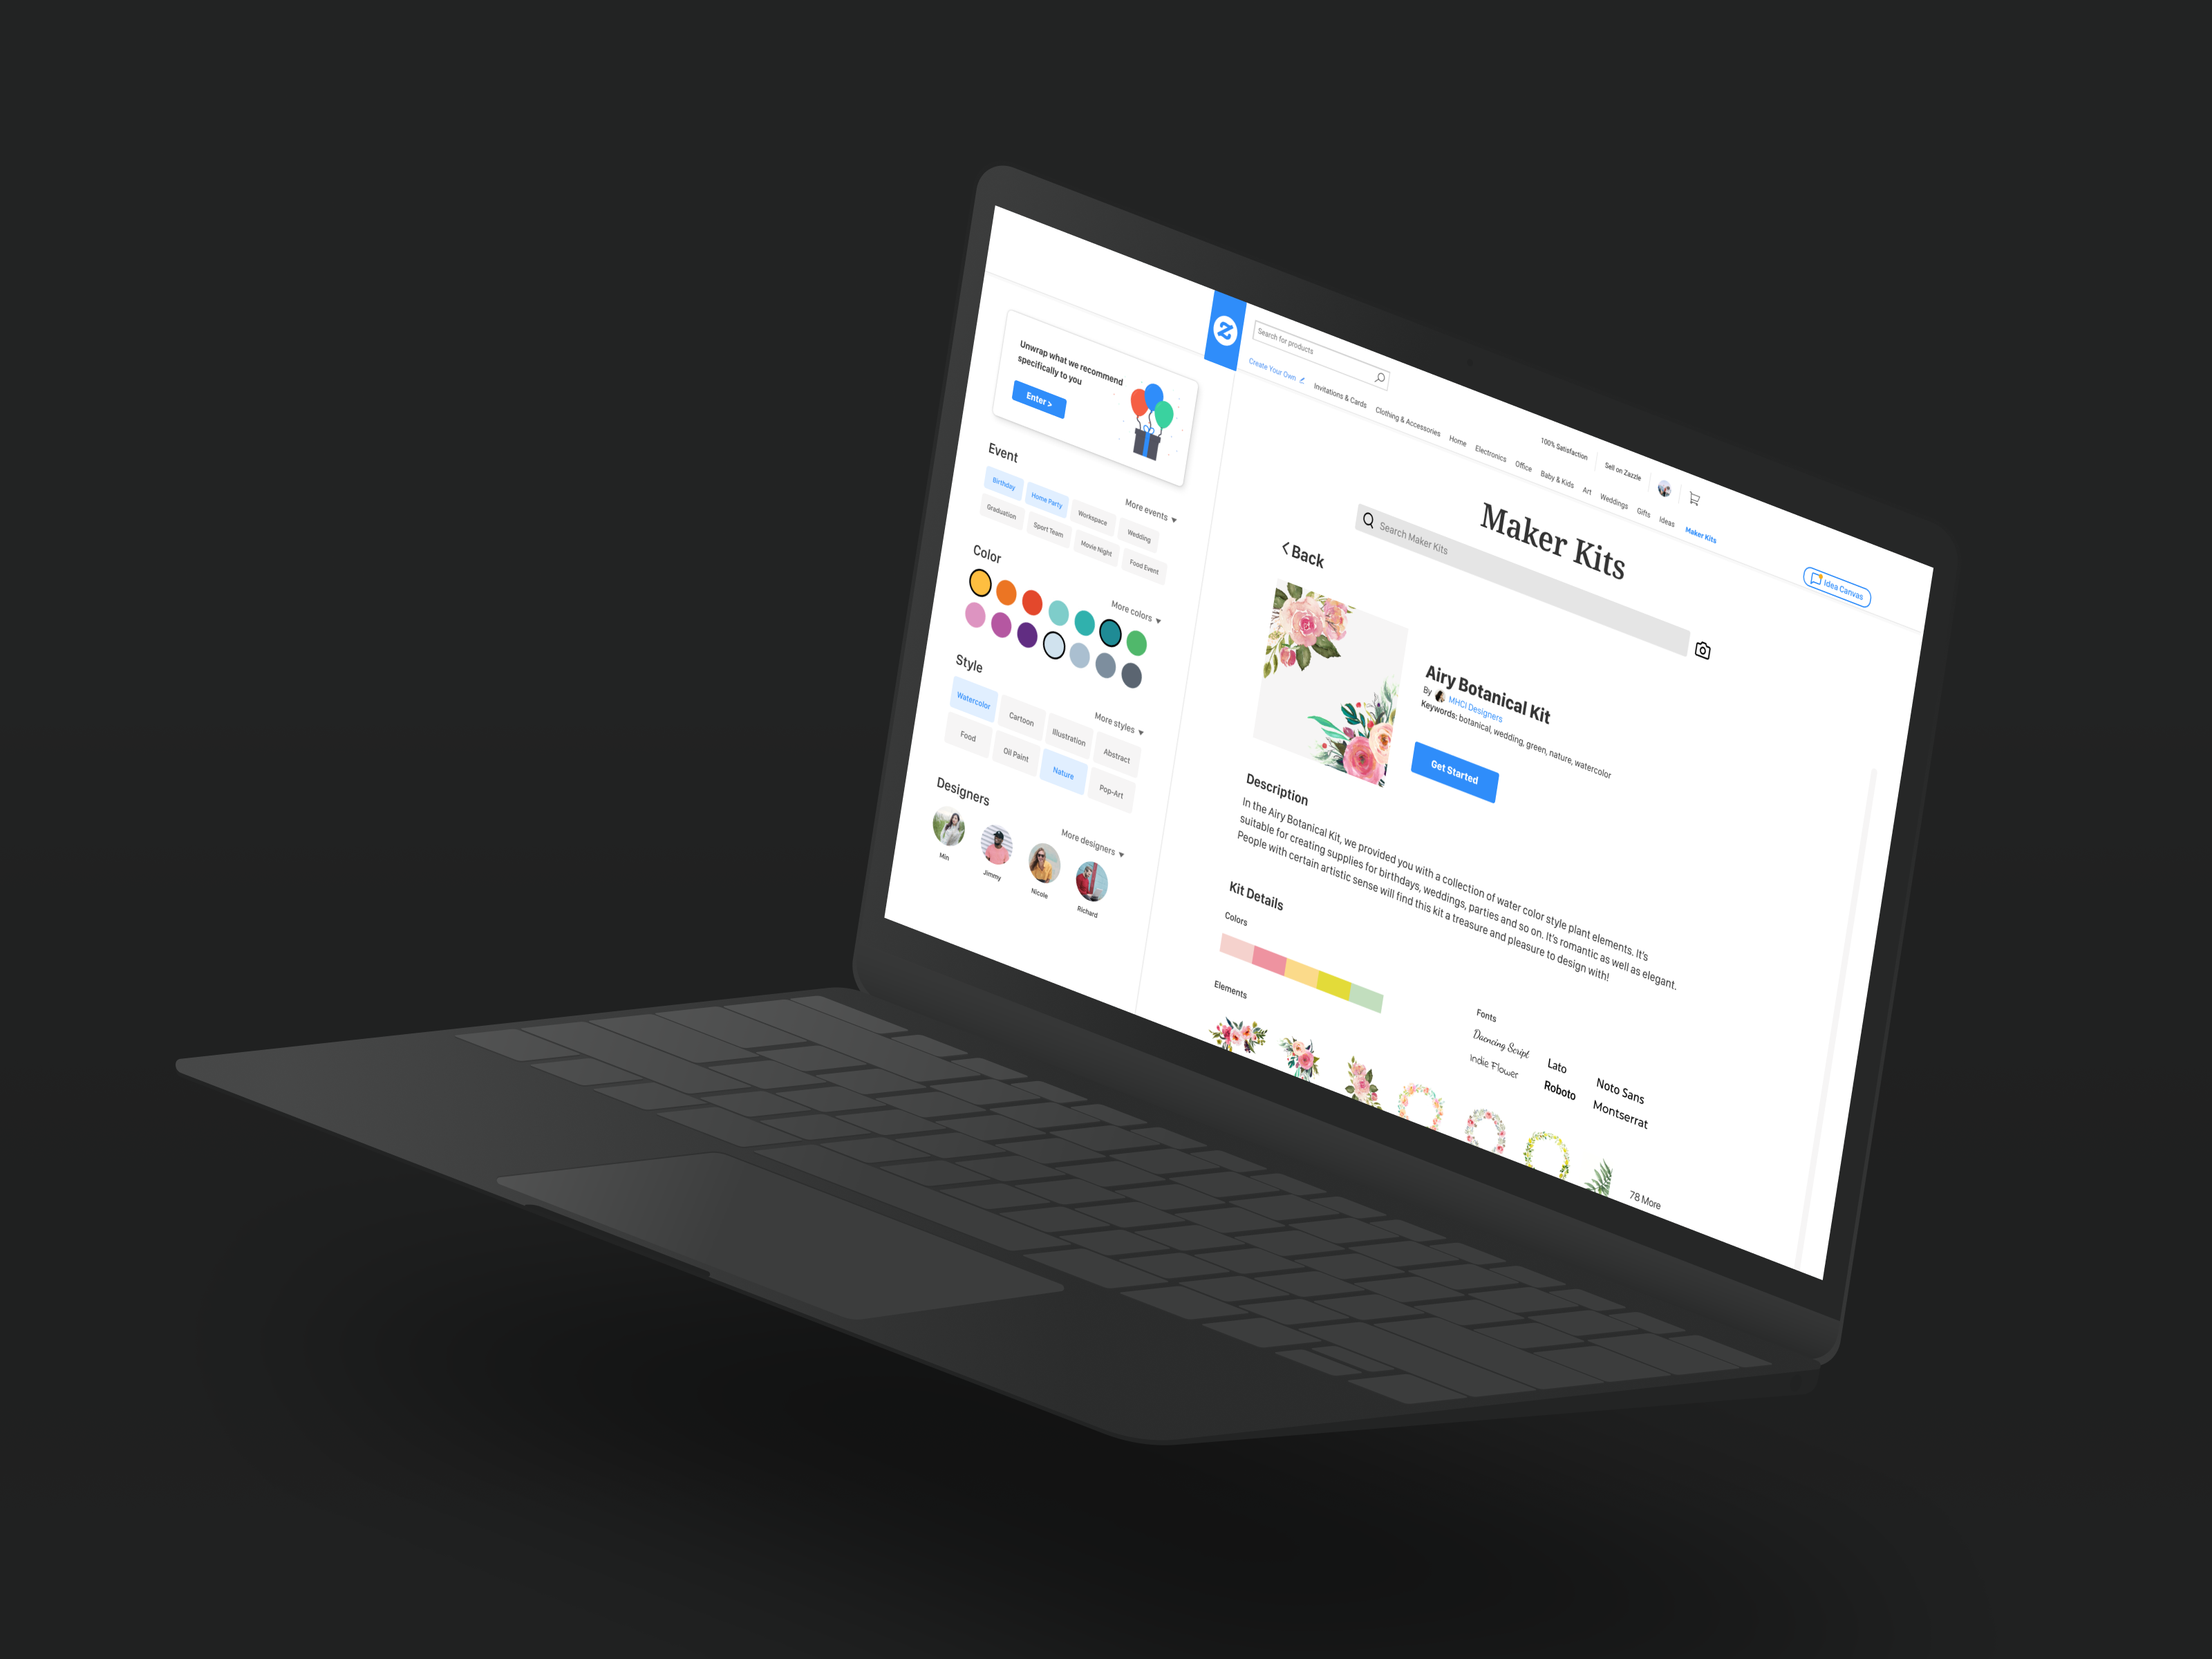 Z
Search for products
100% Satisfaction
Sell on Zazzle
Create Your Own
Invitations & Cards
Clothing & Accessories
Home
Electronics
Office
Baby & Kids
Art
Weddings
Gifts
Ideas
Maker Kits
Idea Canvas
Unwrap what we recommend
specifically to you
Enter >
Event
More events
Birthday
Home Party
Workspace
Wedding
Graduation
Sport Team
Movie Night
Food Event
Color
More colors
Style
More styles
Watercolor
Cartoon
Illustration
Abstract
Food
Oil Paint
Nature
Pop-Art
Designers
More designers
Min
Jimmy
Nicole
Richard
Maker Kits
Search Maker Kits
Back
Airy Botanical Kit
By MHCI Designers
Keywords: botanical, wedding, green, nature, watercolor
Get Started
Description
In the Airy Botanical Kit, we provided you with a collection of water color style plant elements. It's
suitable for creating supplies for birthdays, weddings, parties and so on. It's romantic as well as elegant.
People with certain artistic sense will find this kit a treasure and pleasure to design with!
Kit Details
Colors
Fonts
Dacncing Script
Lato
Noto Sans
Indie Flower
Roboto
Montserrat
Elements
78 More